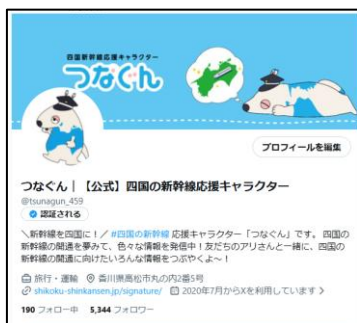 四国新幹線応援キャラクター
つなぐん
プロフィールを編集
つなぐん｜【公式】四国の新幹線応援キャラクター
@tsunagun_459
認証される
＼新幹線を四国に！／ #四国の新幹線 応援キャラクター「つなぐん」です。 四国の
新幹線の開通を夢みて、色々な情報を発信中！友だちのアリさんと一緒に、四国の
新幹線の開通に向けたいろんな情報をつぶやくよ～！
旅行・運輸 香川県高松市丸の内2番5号
shikoku-shinkansen.jp/signature/ 2020年7月からXを利用しています
190 フォロー中 5,344 フォロワー